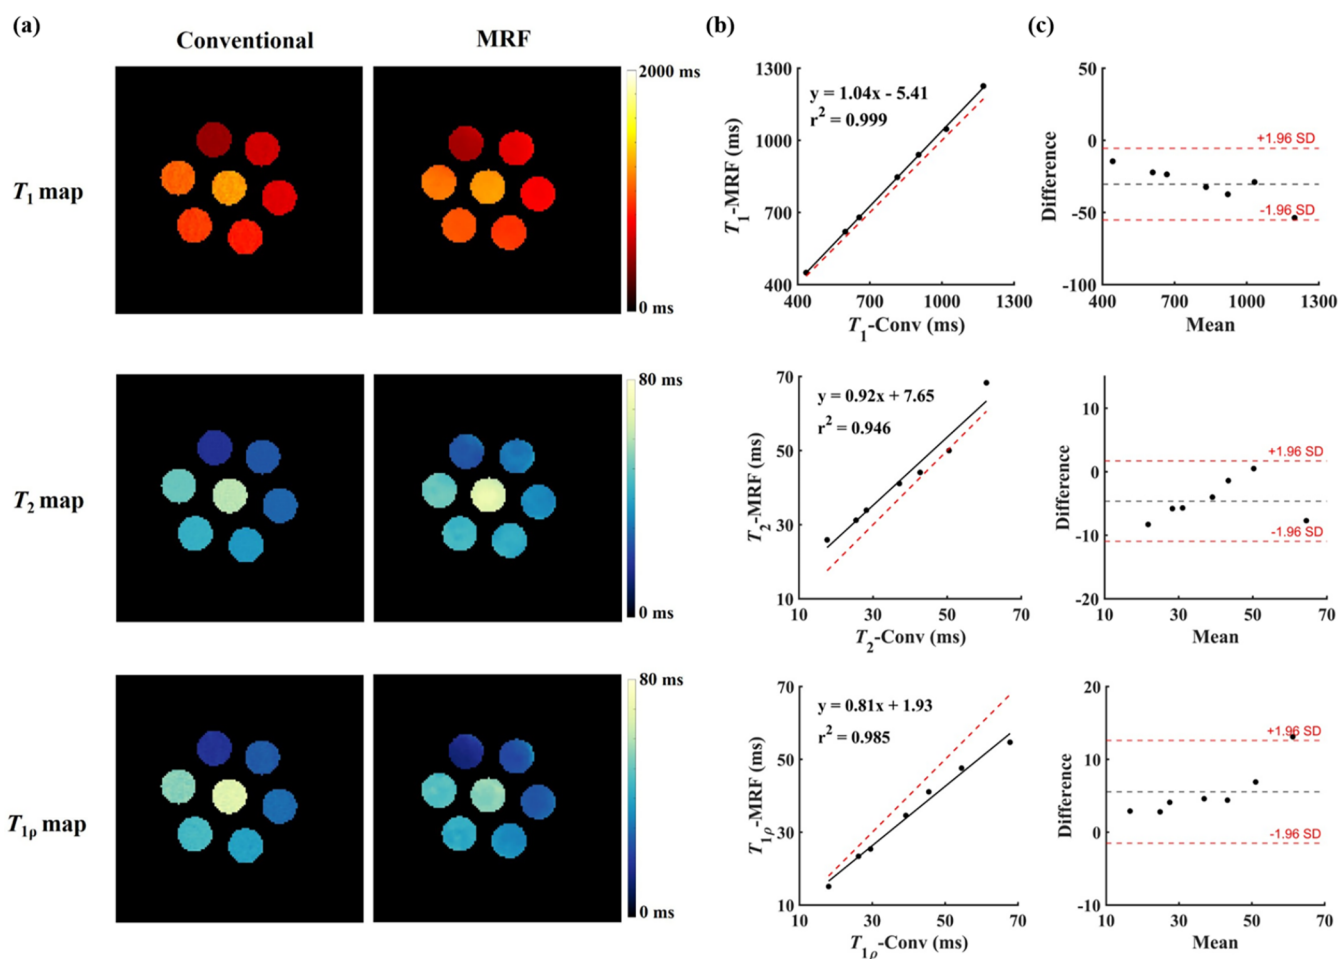 (a)
Conventional
MRF
(b)
(c)
T1 map
2000 ms
0 ms
1300
1000
700
400
T1-MRF (ms)
y = 1.04x - 5.41
r2 = 0.999
400
700
1000
1300
T1-Conv (ms)
50
0
-50
-100
Difference
+1.96 SD
-1.96 SD
400
700
1000
1300
Mean
T2 map
80 ms
0 ms
70
50
30
10
T2-MRF (ms)
y = 0.92x + 7.65
r2 = 0.946
10
30
50
70
T2-Conv (ms)
10
0
-10
-20
Difference
+1.96 SD
-1.96 SD
10
30
50
70
Mean
T1ρ map
80 ms
0 ms
70
50
30
10
T1ρ-MRF (ms)
y = 0.81x + 1.93
r2 = 0.985
10
30
50
70
T1ρ-Conv (ms)
20
10
0
-10
Difference
+1.96 SD
-1.96 SD
10
30
50
70
Mean